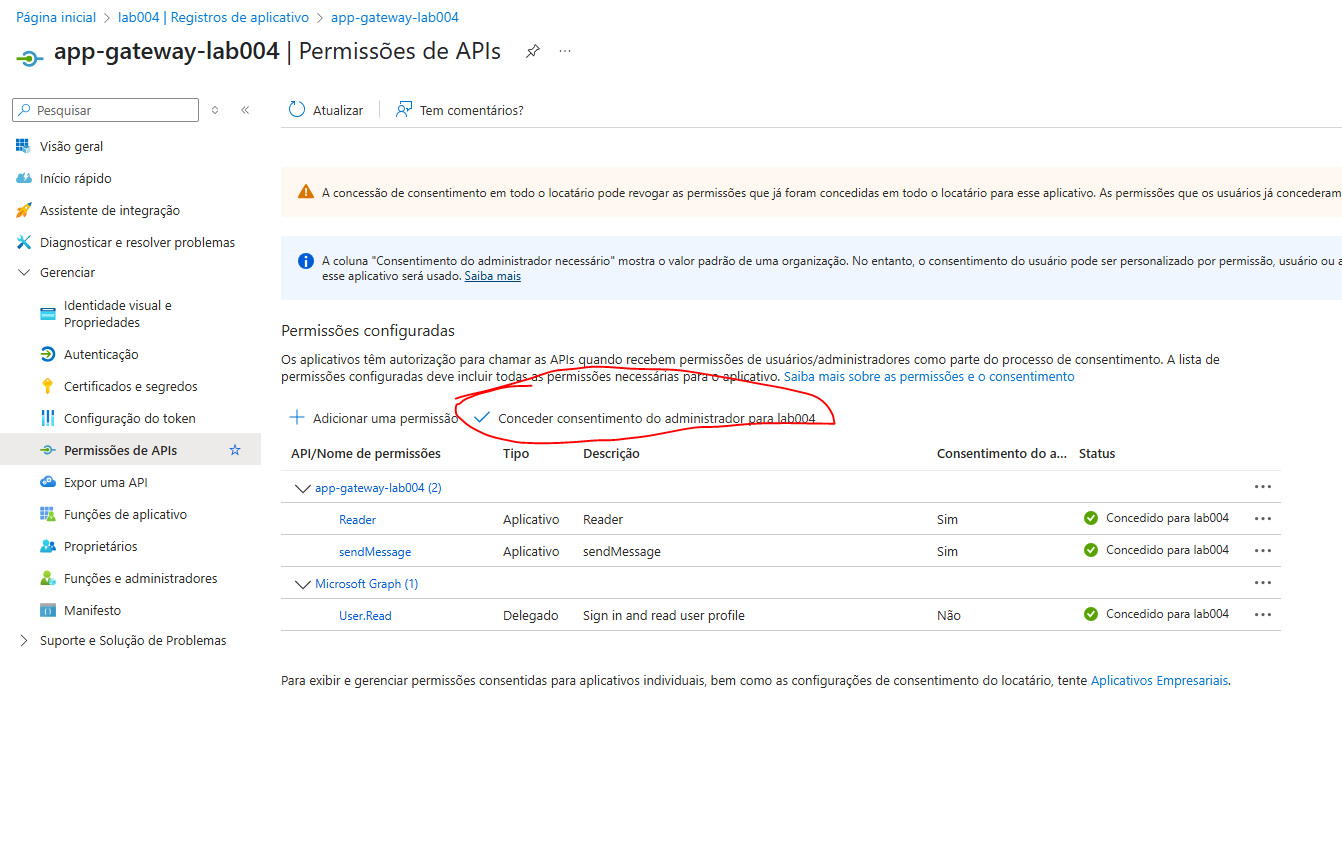 Página inicial > lab004 | Registros de aplicativo > app-gateway-lab004
app-gateway-lab004 | Permissões de APIs
Pesquisar
Atualizar
Tem comentários?
Visão geral
Início rápido
Assistente de integração
Diagnosticar e resolver problemas
Gerenciar
Identidade visual e
Propriedades
Autenticação
Certificados e segredos
Configuração do token
Permissões de APIs
Expor uma API
Funções de aplicativo
Proprietários
Funções e administradores
Manifesto
Suporte e Solução de Problemas
A concessão de consentimento em todo o locatário pode revogar as permissões que já foram concedidas em todo o locatário para esse aplicativo. As permissões que os usuários já concederam
A coluna "Consentimento do administrador necessário" mostra o valor padrão de uma organização. No entanto, o consentimento do usuário pode ser personalizado por permissão, usuário ou a
esse aplicativo será usado. Saiba mais
Permissões configuradas
Os aplicativos têm autorização para chamar as APIs quando recebem permissões de usuários/administradores como parte do processo de consentimento. A lista de
permissões configuradas deve incluir todas as permissões necessárias para o aplicativo. Saiba mais sobre as permissões e o consentimento
Adicionar uma permissão
Conceder consentimento do administrador para lab004
API/Nome de permissões Tipo Descrição Consentimento do a... Status
app-gateway-lab004 (2)
Reader Aplicativo Reader Sim Concedido para lab004
sendMessage Aplicativo sendMessage Sim Concedido para lab004
Microsoft Graph (1)
User.Read Delegado Sign in and read user profile Não Concedido para lab004
Para exibir e gerenciar permissões consentidas para aplicativos individuais, bem como as configurações de consentimento do locatário, tente Aplicativos Empresariais.